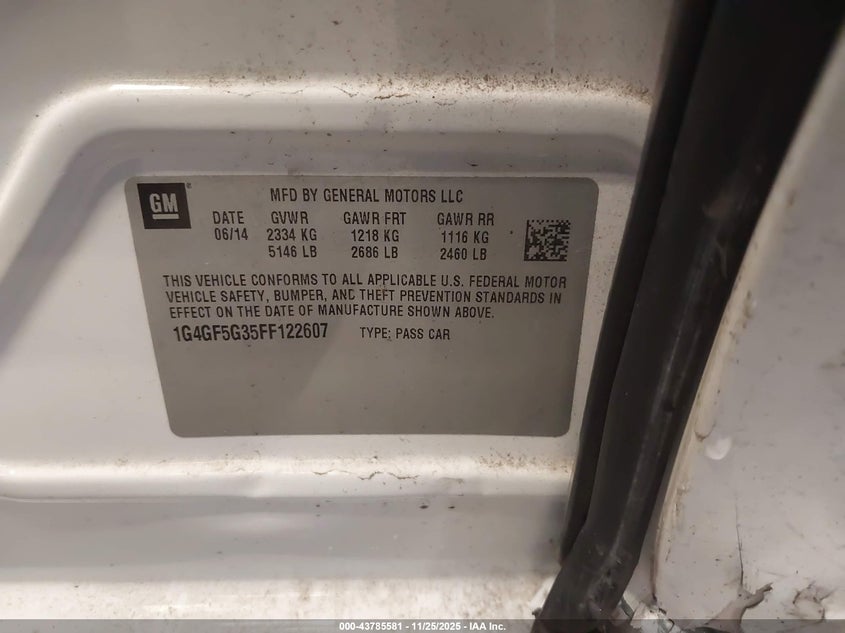 GM
MFD BY GENERAL MOTORS LLC
DATE GVWR GAWR FRT GAWR RR
06/14 2334 KG 1218 KG 1116 KG
5146 LB 2686 LB 2460 LB
THIS VEHICLE CONFORMS TO ALL APPLICABLE U.S. FEDERAL MOTOR
VEHICLE SAFETY, BUMPER, AND THEFT PREVENTION STANDARDS IN
EFFECT ON THE DATE OF MANUFACTURE SHOWN ABOVE.
1G4GF5G35FF122607 TYPE: PASS CAR
000-43785581 - 11/25/2025 - IAA Inc.